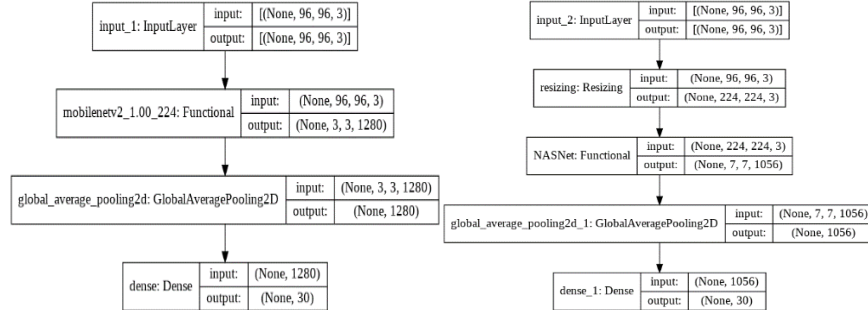 input_1: InputLayer
input: [(None, 96, 96, 3)]
output: [(None, 96, 96, 3)]
mobilenetv2_1.00_224: Functional
input: (None, 96, 96, 3)
output: (None, 3, 3, 1280)
global_average_pooling2d: GlobalAveragePooling2D
input: (None, 3, 3, 1280)
output: (None, 1280)
dense: Dense
input: (None, 1280)
output: (None, 30)
input_2: InputLayer
input: [(None, 96, 96, 3)]
output: [(None, 96, 96, 3)]
resizing: Resizing
input: (None, 96, 96, 3)
output: (None, 224, 224, 3)
NASNet: Functional
input: (None, 224, 224, 3)
output: (None, 7, 7, 1056)
global_average_pooling2d_1: GlobalAveragePooling2D
input: (None, 7, 7, 1056)
output: (None, 1056)
dense_1: Dense
input: (None, 1056)
output: (None, 30)